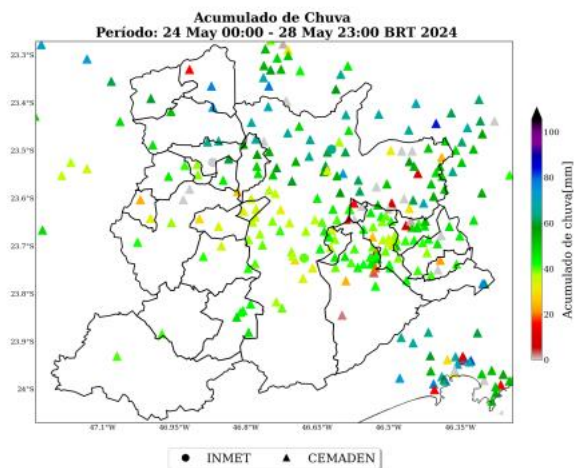 Acumulado de Chuva
Período: 24 May 00:00 - 28 May 23:00 BRT 2024
23.3°S
23.4°S
23.5°S
23.6°S
23.7°S
23.8°S
23.9°S
24°S
47.1°W
46.95°W
46.8°W
46.65°W
46.5°W
46.35°W
100
80
60
40
20
0
Acumulado de chuva[mm]
INMET
CEMADEN